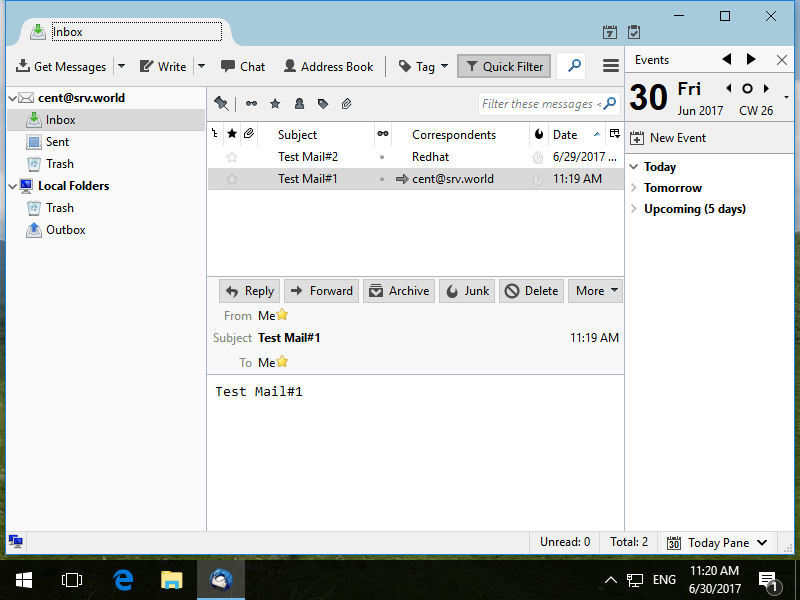 Inbox
7
Get Messages Write Chat Address Book Tag Quick Filter
Events
30 Fri
Jun 2017 CW 26
New Event
Today
Tomorrow
Upcoming (5 days)
cent@srv.world
Inbox
Sent
Trash
Local Folders
Trash
Outbox
Filter these messages <
Subject Correspondents Date
Test Mail#2 Redhat 6/29/2017 ...
Test Mail#1 cent@srv.world 11:19 AM
Reply Forward Archive Junk Delete More
From Me
Subject Test Mail#1 11:19 AM
To Me
Test Mail#1
Unread: 0 Total: 2 30 Today Pane
ENG 11:20 AM
6/30/2017
1